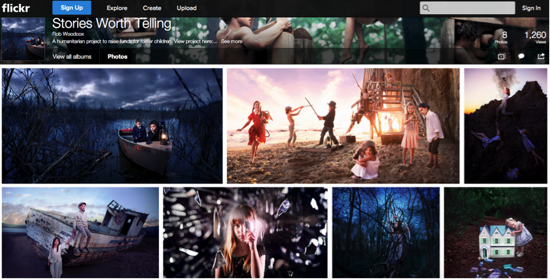 flickr Sign Up Explore Create Upload Sign In
Stories Worth Telling
Rob Woodcox
A humanitarian project to raise funds for foster children. View project here:... See more
8 1,260
Photos Views
View all albums Photos